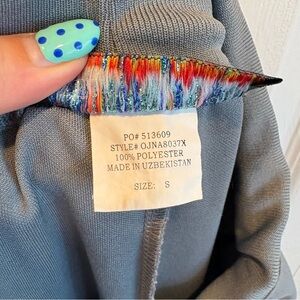 PO# 513609
STYLE# OJNA8037X
100% POLYESTER
MADE IN UZBEKISTAN
SIZE: S